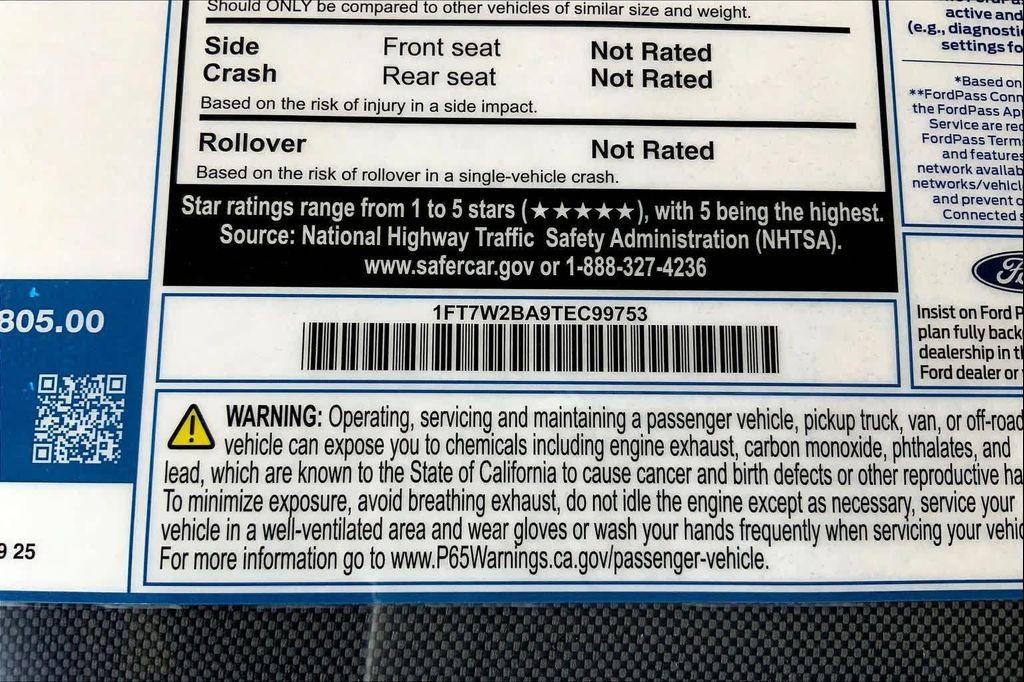 Should ONLY be compared to other vehicles of similar size and weight.
Side Front seat Not Rated
Crash Rear seat Not Rated
Based on the risk of injury in a side impact.
Rollover Not Rated
Based on the risk of rollover in a single-vehicle crash.
Star ratings range from 1 to 5 stars (★★★★★), with 5 being the highest.
Source: National Highway Traffic Safety Administration (NHTSA).
www.safercar.gov or 1-888-327-4236
1FT7W2BA9TEC99753
WARNING: Operating, servicing and maintaining a passenger vehicle, pickup truck, van, or off-road
vehicle can expose you to chemicals including engine exhaust, carbon monoxide, phthalates, and
lead, which are known to the State of California to cause cancer and birth defects or other reproductive ha
To minimize exposure, avoid breathing exhaust, do not idle the engine except as necessary, service your
vehicle in a well-ventilated area and wear gloves or wash your hands frequently when servicing your vehic
For more information go to www.P65Warnings.ca.gov/passenger-vehicle.
805.00
9 25
active and
(e.g., diagnosti
settings fo
*Based on
**FordPass Conn
the FordPass Ap
Service are req
FordPass Term
and features
network availab
networks/vehicl
and prevent o
Connected s
Insist on Ford P
plan fully back
dealership in t
Ford dealer or